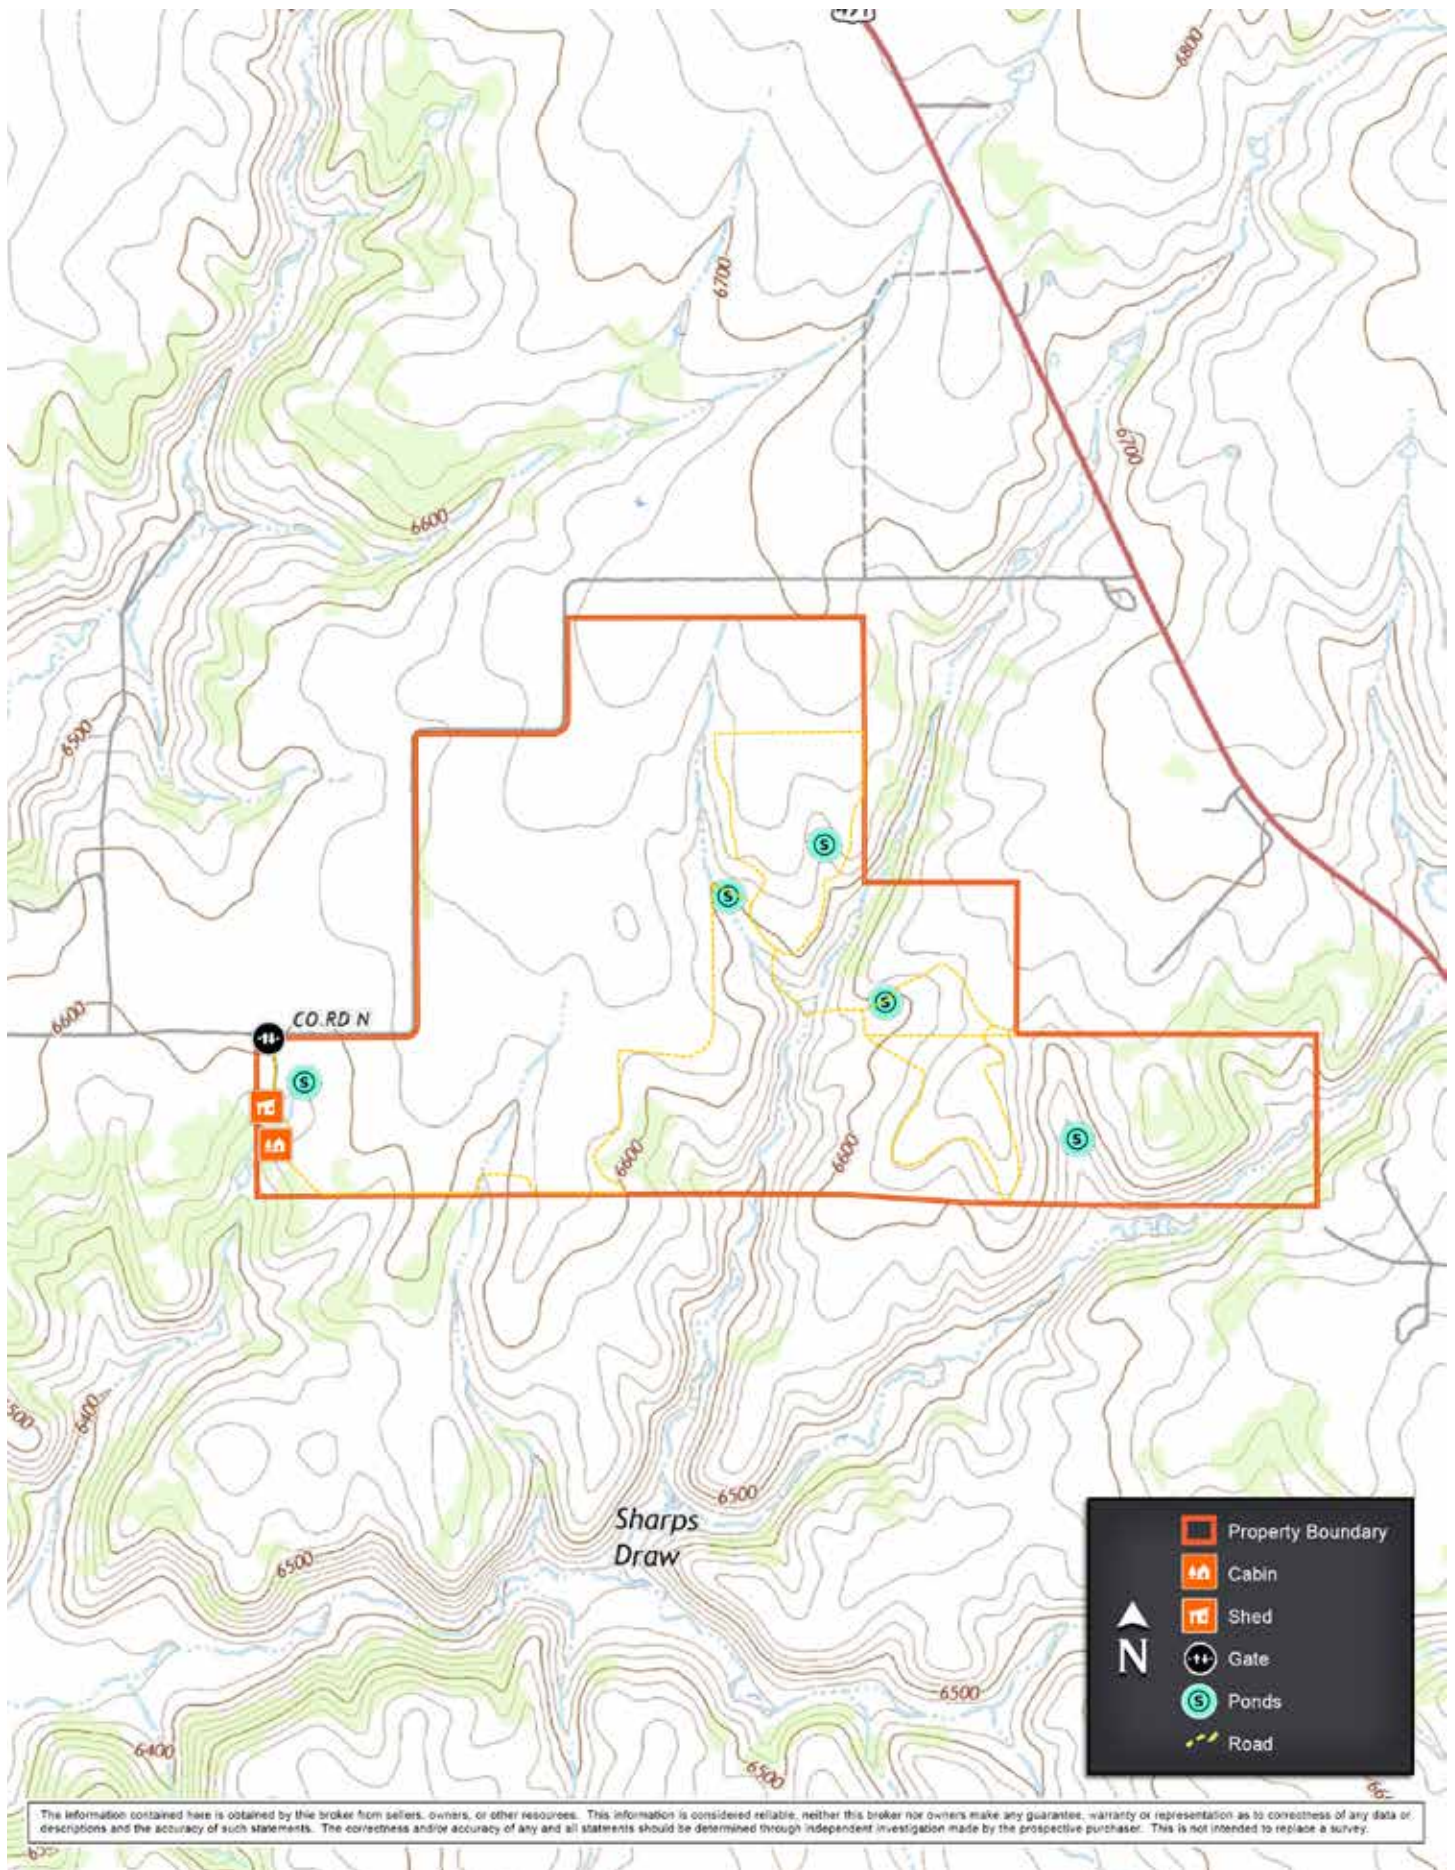 491
6800
6700
6700
6600
6500
6600
CO.RD N
6600
6600
6400
6500
Sharps
Draw
6500
6500
6400
6500
Property Boundary
Cabin
Shed
Gate
S Ponds
Road
N
The information contained here is obtained by this broker from sellers, owners, or other resources. This information is considered reliable, neither this broker nor owners make any guarantee, warranty or representation as to correctness of any data or
descriptions and the accuracy of such statements. The correctness and/or accuracy of any and all statments should be determined through independent investigation made by the prospective purchaser. This is not intended to replace a survey.